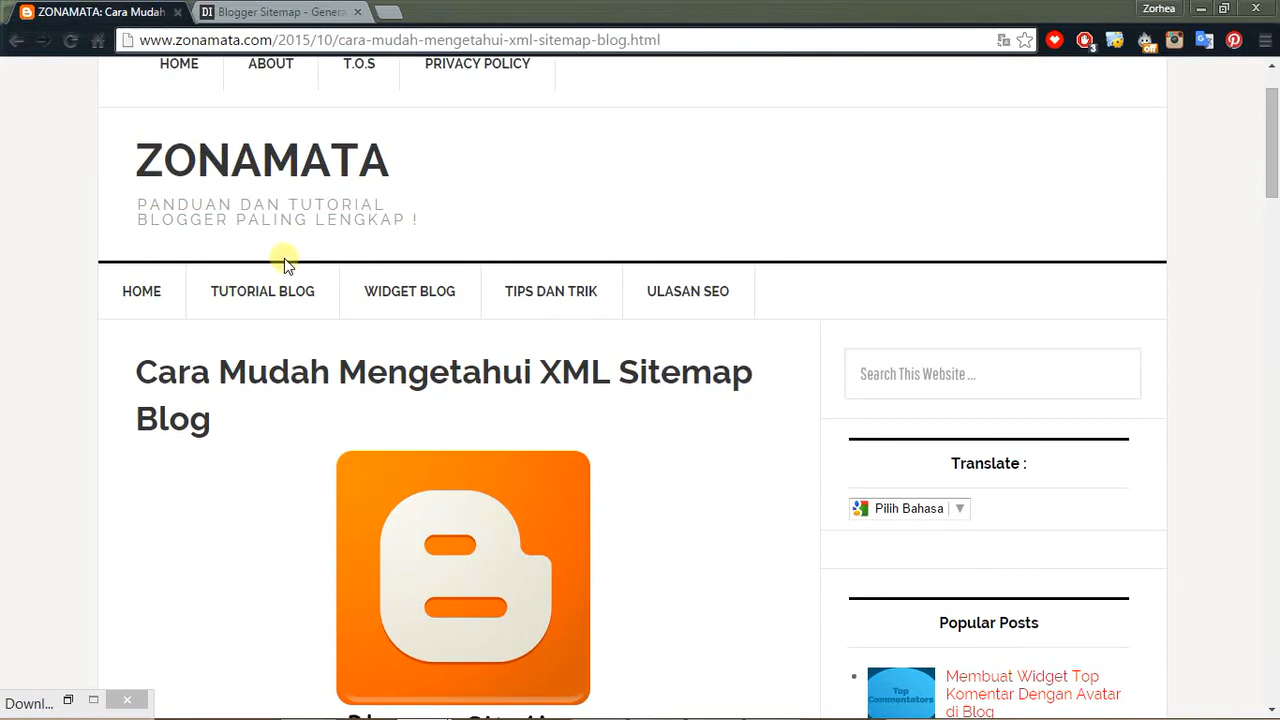 ZONAMATA: Cara Mudah
Blogger Sitemap - Genera
Zorhea
www.zonamata.com/2015/10/cara-mudah-mengetahui-xml-sitemap-blog.html
3
off
HOME
ABOUT
T.O.S
PRIVACY POLICY
ZONAMATA
PANDUAN DAN TUTORIAL
BLOGGER PALING LENGKAP !
HOME
TUTORIAL BLOG
WIDGET BLOG
TIPS DAN TRIK
ULASAN SEO
Cara Mudah Mengetahui XML Sitemap
Blog
Search This Website ...
Translate :
Pilih Bahasa
Popular Posts
Top
Commentators
Membuat Widget Top
Komentar Dengan Avatar
di Blog
Downl...